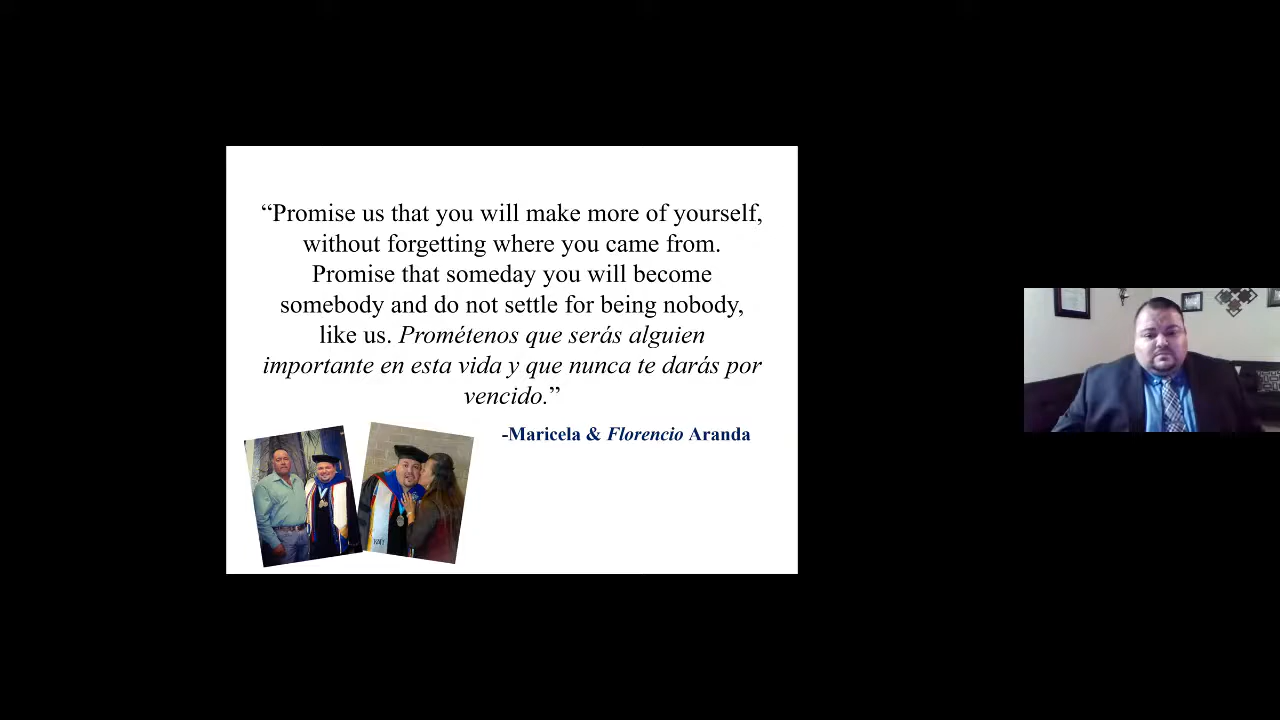 “Promise us that you will make more of yourself,
without forgetting where you came from.
Promise that someday you will become
somebody and do not settle for being nobody,
like us. Prométenos que serás alguien
importante en esta vida y que nunca te darás por
vencido.”
-Maricela & Florencio Aranda